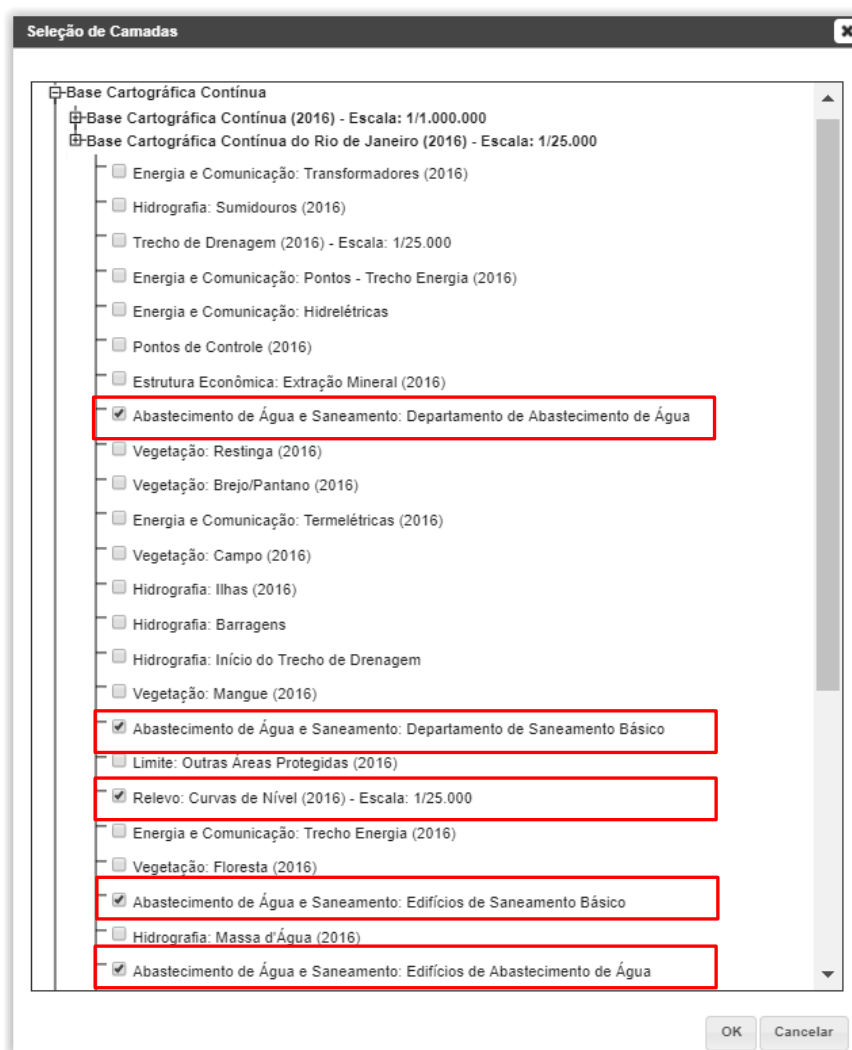 Seleção de Camadas
Base Cartográfica Contínua
Base Cartográfica Contínua (2016) - Escala: 1/1.000.000
Base Cartográfica Contínua do Rio de Janeiro (2016) - Escala: 1/25.000
Energia e Comunicação: Transformadores (2016)
Hidrografia: Sumidouros (2016)
Trecho de Drenagem (2016) - Escala: 1/25.000
Energia e Comunicação: Pontos - Trecho Energia (2016)
Energia e Comunicação: Hidrelétricas
Pontos de Controle (2016)
Estrutura Econômica: Extração Mineral (2016)
Abastecimento de Água e Saneamento: Departamento de Abastecimento de Água
Vegetação: Restinga (2016)
Vegetação: Brejo/Pantano (2016)
Energia e Comunicação: Termelétricas (2016)
Vegetação: Campo (2016)
Hidrografia: Ilhas (2016)
Hidrografia: Barragens
Hidrografia: Início do Trecho de Drenagem
Vegetação: Mangue (2016)
Abastecimento de Água e Saneamento: Departamento de Saneamento Básico
Limite: Outras Áreas Protegidas (2016)
Relevo: Curvas de Nível (2016) - Escala: 1/25.000
Energia e Comunicação: Trecho Energia (2016)
Vegetação: Floresta (2016)
Abastecimento de Água e Saneamento: Edifícios de Saneamento Básico
Hidrografia: Massa d'Água (2016)
Abastecimento de Água e Saneamento: Edifícios de Abastecimento de Água
OK Cancelar